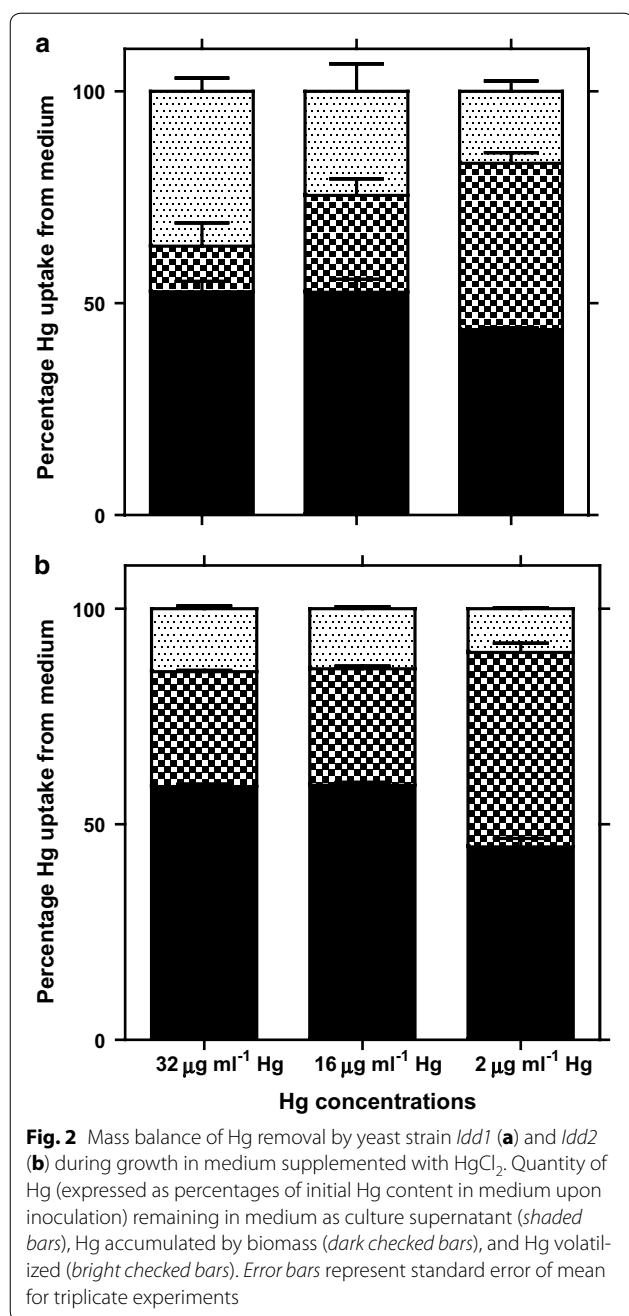 a
Percentage Hg uptake from medium
100
50
0
b
Percentage Hg uptake from medium
100
50
0
32 µg ml⁻¹ Hg 16 µg ml⁻¹ Hg 2 µg ml⁻¹ Hg
Hg concentrations
Fig. 2 Mass balance of Hg removal by yeast strain Idd1 (a) and Idd2
(b) during growth in medium supplemented with HgCl₂. Quantity of
Hg (expressed as percentages of initial Hg content in medium upon
inoculation) remaining in medium as culture supernatant (shaded
bars), Hg accumulated by biomass (dark checked bars), and Hg volatil-
ized (bright checked bars). Error bars represent standard error of mean
for triplicate experiments